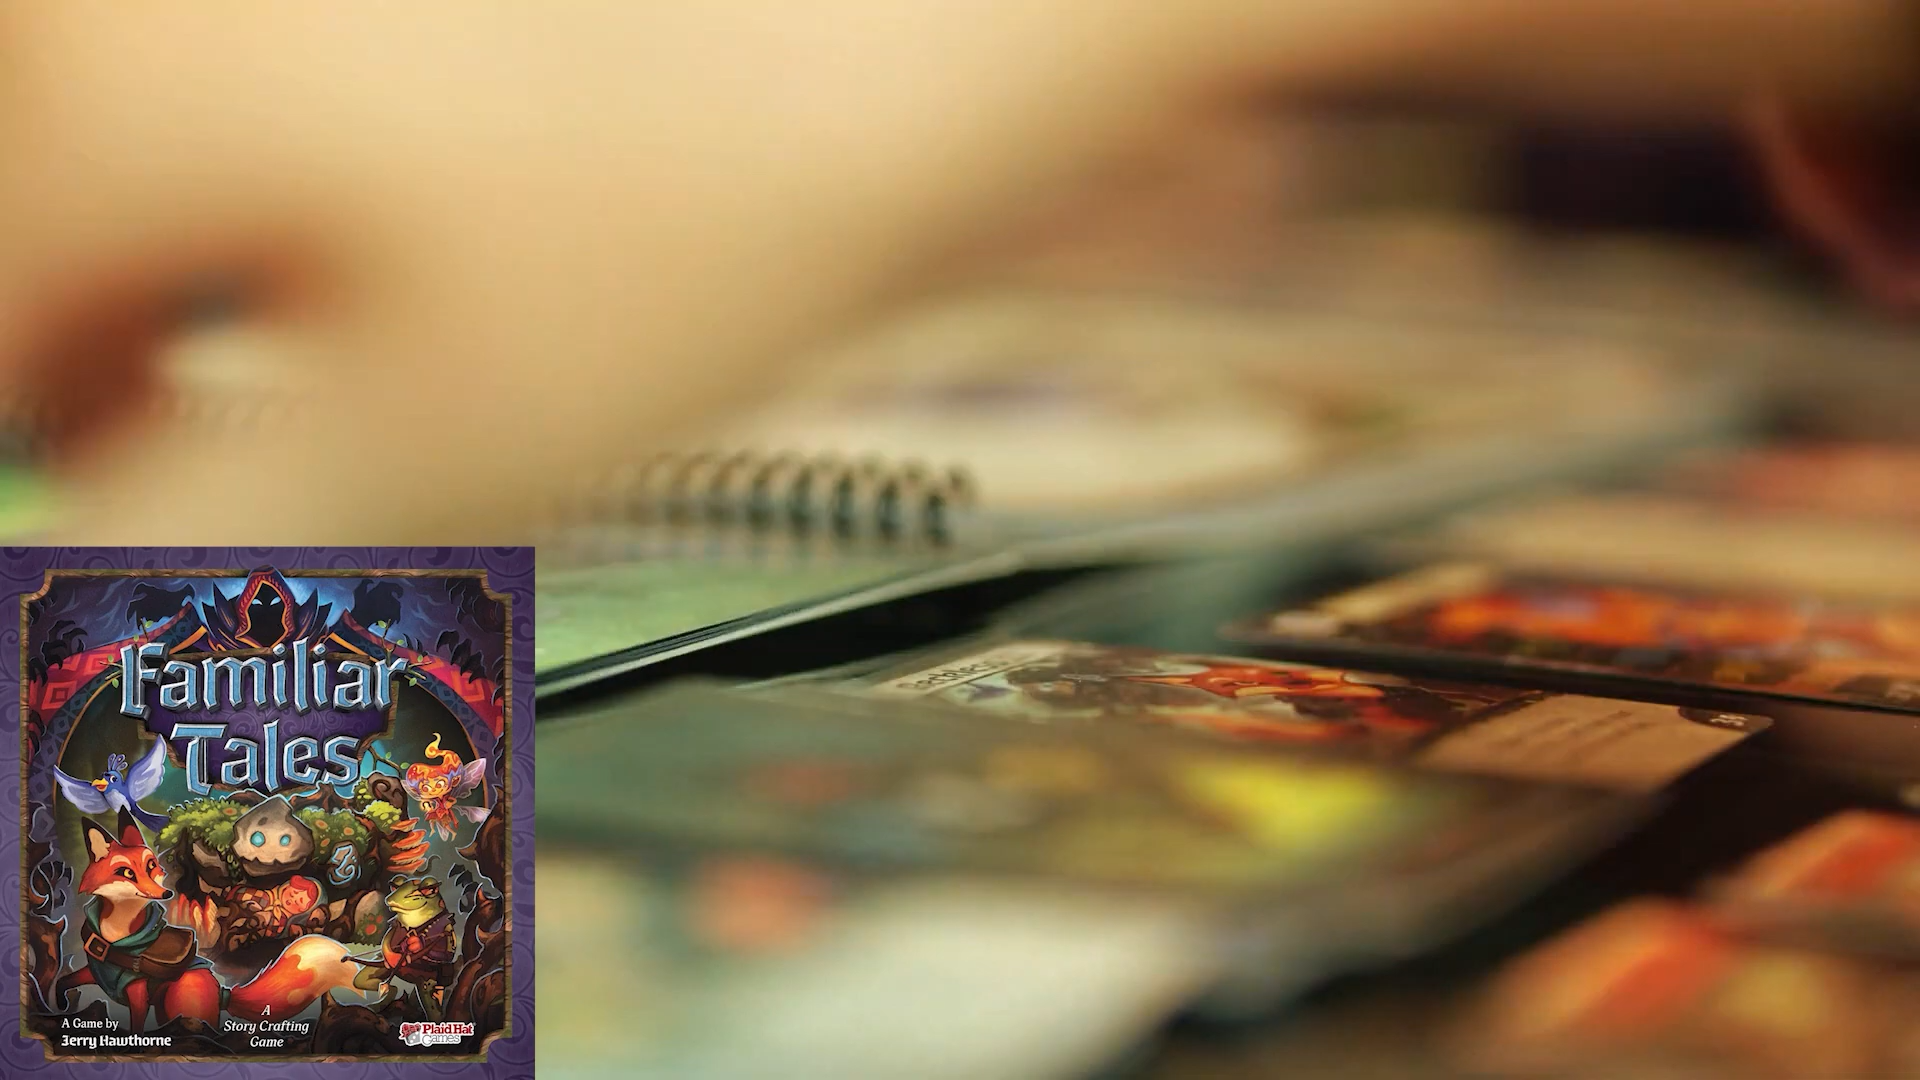 Familiar
Tales
A Game by
Jerry Hawthorne
A
Story Crafting
Game
Plaid Hat
Games